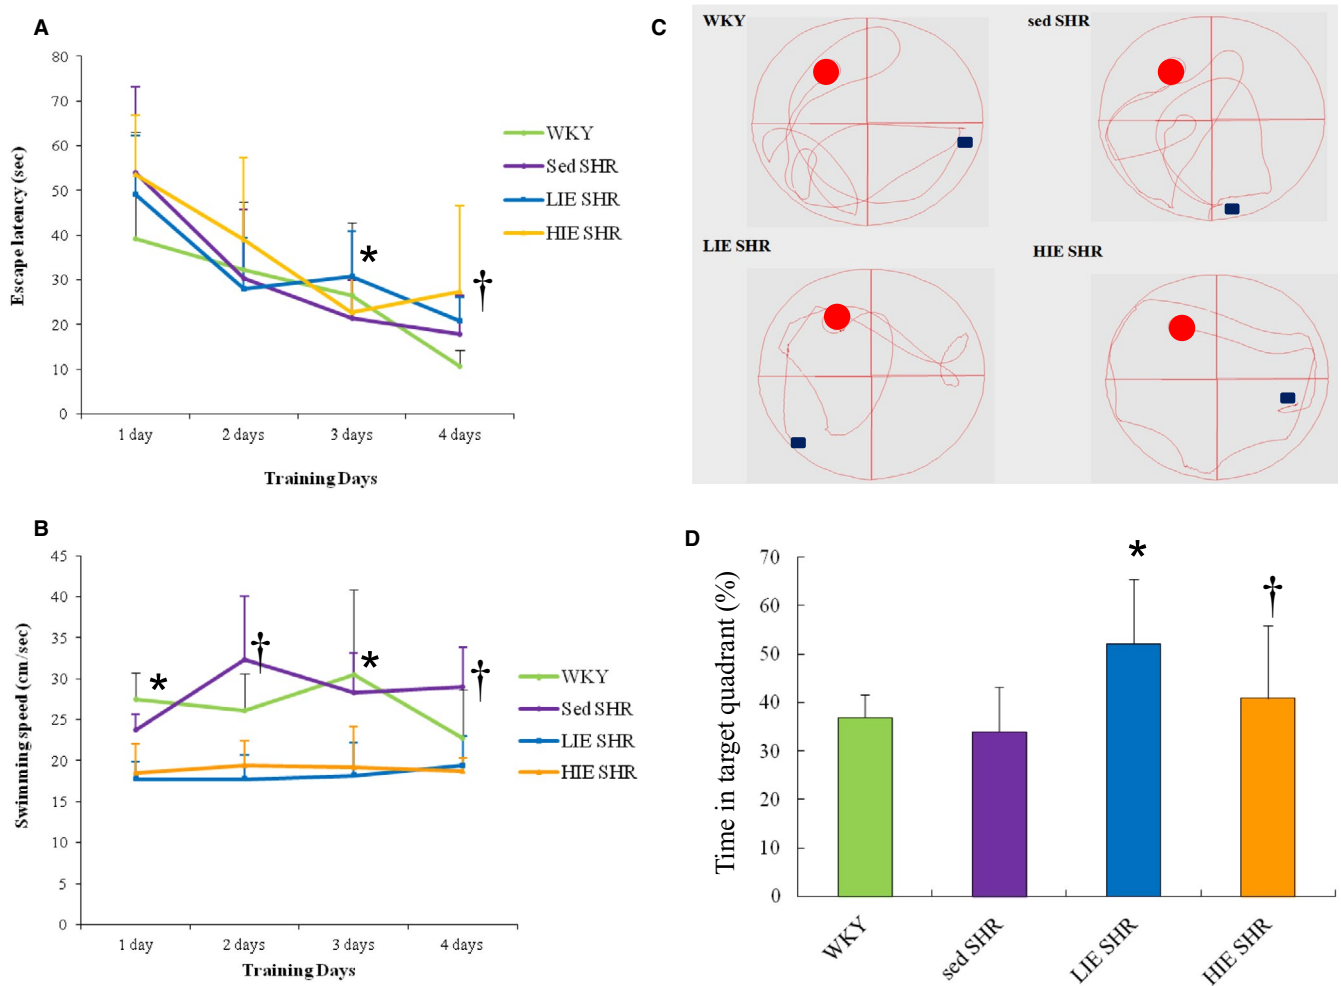 A
80
70
60
50
40
30
20
10
0
Escape latency (sec)
1 day
2 days
3 days
4 days
Training Days
WKY
Sed SHR
LIE SHR
HIE SHR
*
†
B
45
40
35
30
25
20
15
10
5
0
Swimming speed (cm/sec)
1 day
2 days
3 days
4 days
Training Days
WKY
Sed SHR
LIE SHR
HIE SHR
*
†
*
†
C
WKY
sed SHR
LIE SHR
HIE SHR
D
70
60
50
40
30
20
10
0
Time in target quadrant (%)
*
†
WKY
sed SHR
LIE SHR
HIE SHR